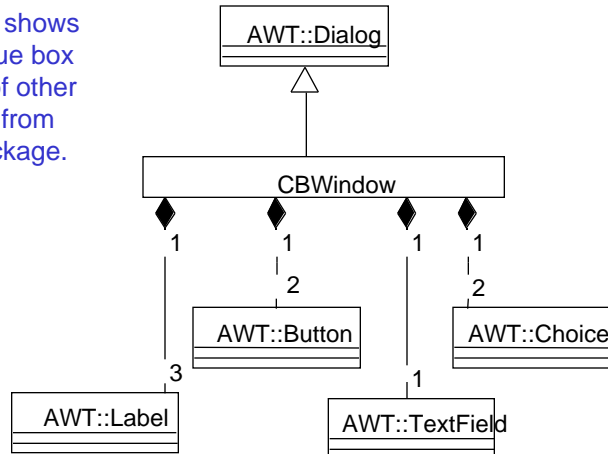 shows
ue box
of other
from
ckage.
AWT::Dialog
CBWindow
1 1 1 1
2 2
AWT::Button AWT::Choice
3 1
AWT::Label AWT::TextField